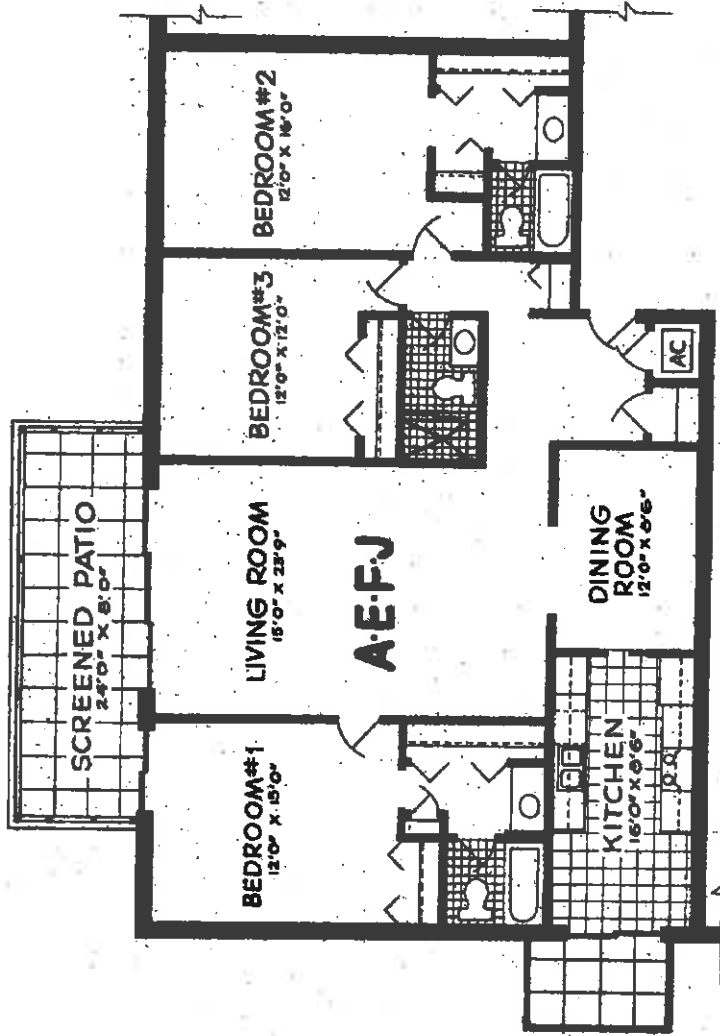 SCREENED PATIO
24'0" X 8'0"
BEDROOM#1
12'0" X 15'0"
LIVING ROOM
15'0" X 23'9"
A·E·F·J
BEDROOM#3
12'0" X 12'0"
BEDROOM#2
12'0" X 16'0"
KITCHEN
16'0" X 8'6"
DINING
ROOM
12'0" X 8'6"
AC